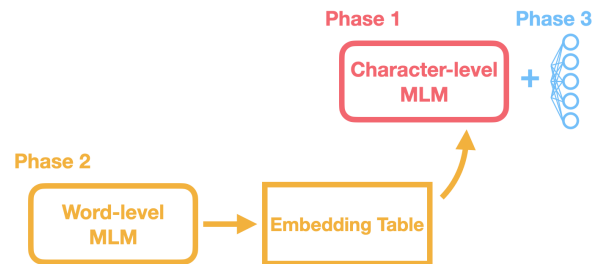 Phase 1
Phase 3
Character-level
MLM
+
Phase 2
Word-level
MLM
Embedding Table